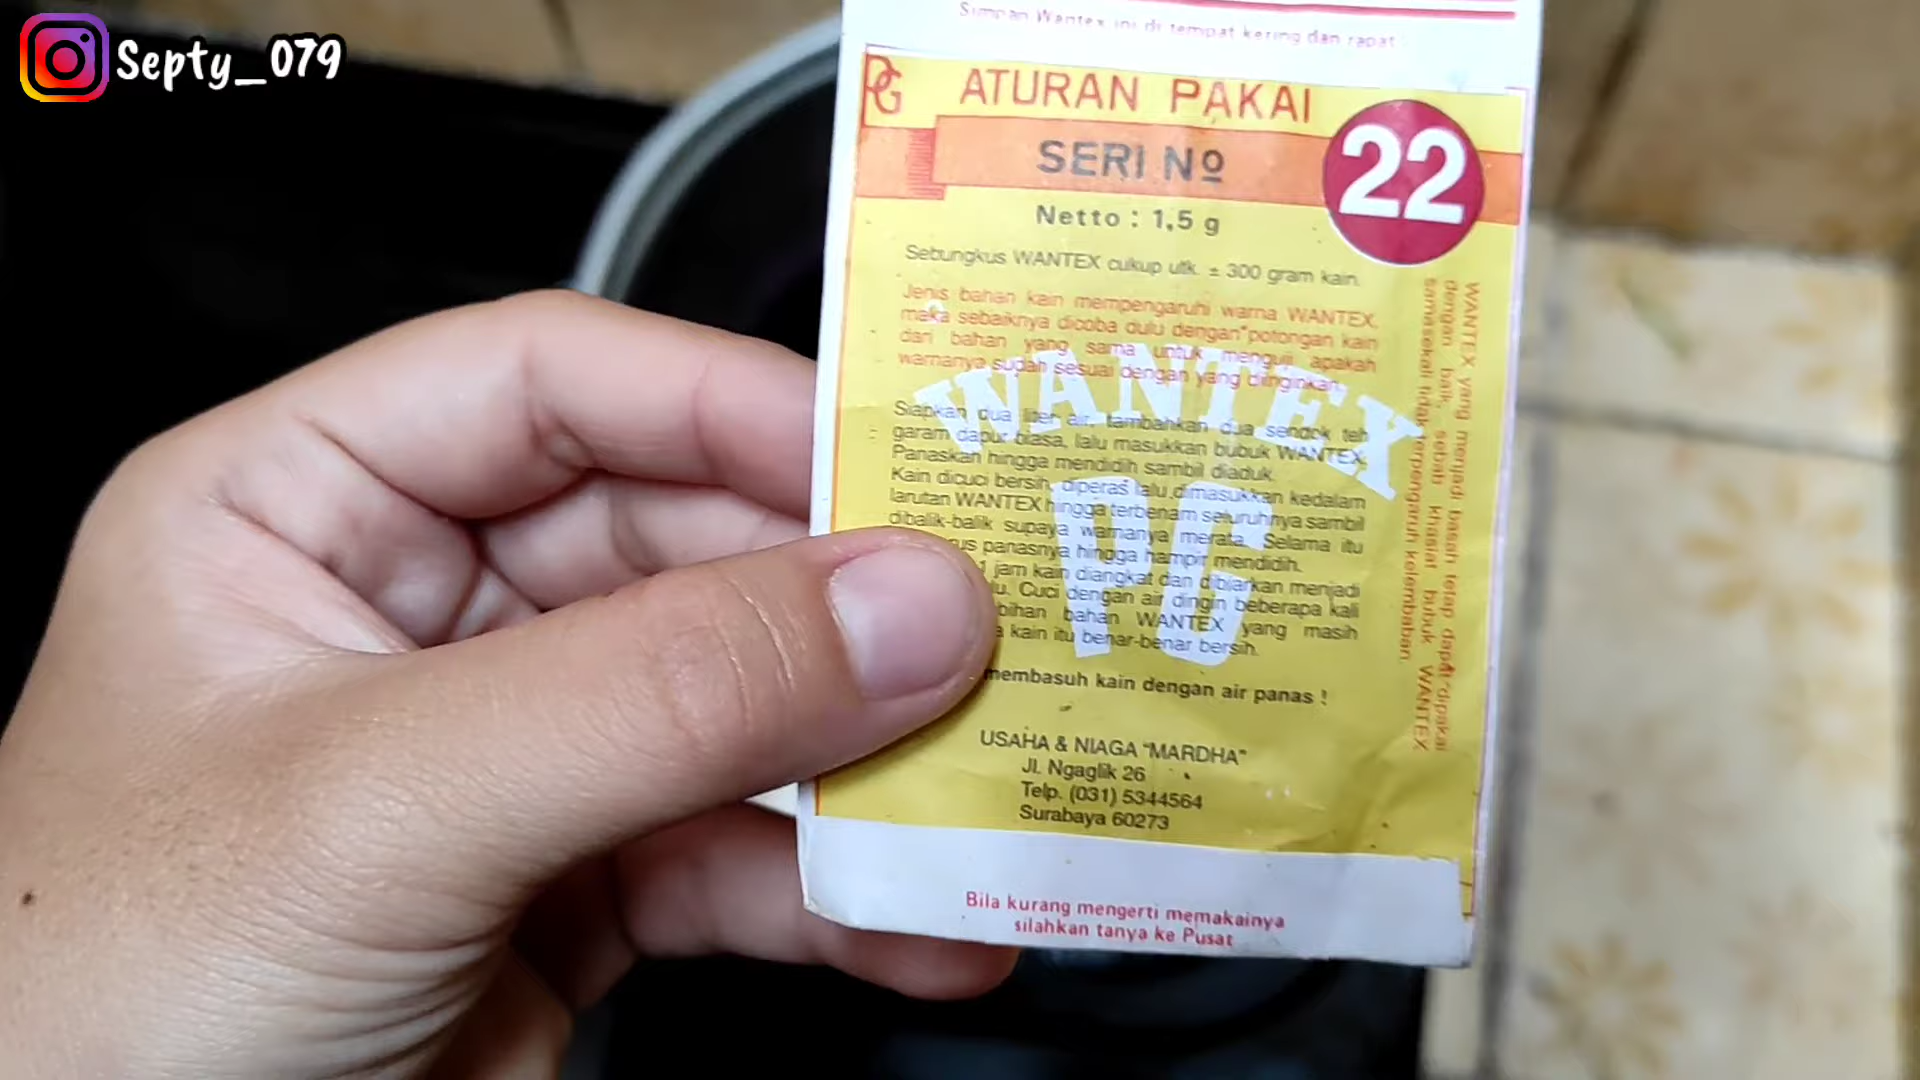 Septy_079
Simpan Wantex ini di tempat kering dan rapat
PG
ATURAN PAKAI
SERI Nº
22
Netto : 1,5 g
Sebungkus WANTEX cukup utk. ± 300 gram kain.
Jenis bahan kain mempengaruhi warna WANTEX,
maka sebaiknya dicoba dulu dengan potongan kain
dari bahan yang sama untuk menguji, apakah
warnanya sudah sesuai dengan yang diinginkan.
WANTEX
PG
Siapkan dua liter air, tambahkan dua sendok teh
garam dapur biasa, lalu masukkan bubuk WANTEX.
Panaskan hingga mendidih sambil diaduk.
Kain dicuci bersih, diperas lalu dimasukkan kedalam
larutan WANTEX hingga terbenam seluruhnya sambil
dibalik-balik supaya warnanya merata. Selama itu
panasnya hingga hampir mendidih.
1 jam kain diangkat dan dibiarkan menjadi
Cuci dengan air dingin beberapa kali
bahan WANTEX yang masih
kain itu benar-benar bersih.
membasuh kain dengan air panas !
USAHA & NIAGA "MARDHA"
Jl. Ngaglik 26
Telp. (031) 5344564
Surabaya 60273
WANTEX yang menjadi basah tetap dapat dipakai
dengan baik, sebab khasiat bubuk WANTEX
sama sekali tidak terpengaruh kelembaban.
Bila kurang mengerti memakainya
silahkan tanya ke Pusat